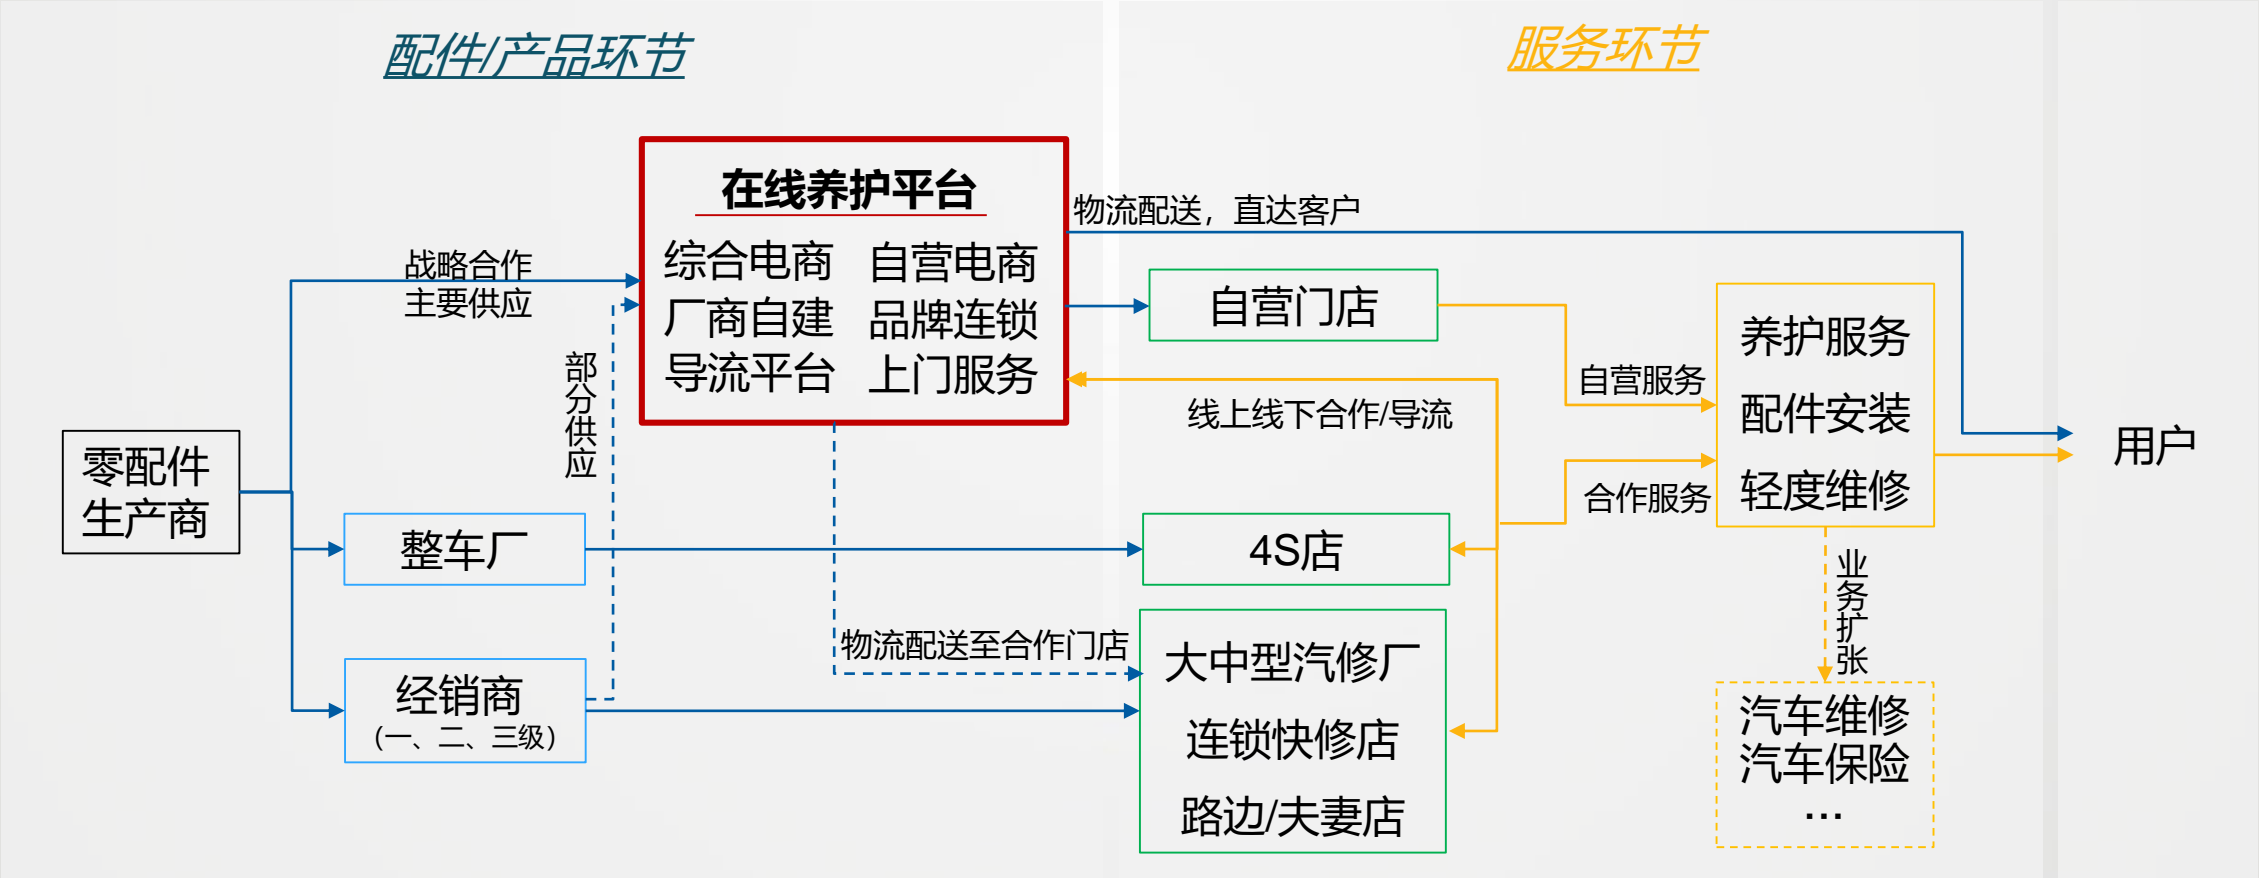 配件/产品环节
服务环节
在线养护平台
综合电商 自营电商
厂商自建 品牌连锁
导流平台 上门服务
战略合作
主要供应
部分供应
零配件
生产商
整车厂
经销商
（一、二、三级）
物流配送，直达客户
自营门店
线上线下合作/导流
4S店
物流配送至合作门店
大中型汽修厂
连锁快修店
路边/夫妻店
自营服务
合作服务
养护服务
配件安装
轻度维修
业务扩张
汽车维修
汽车保险
...
用户